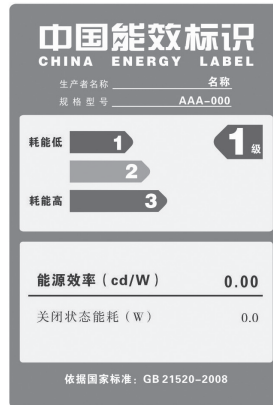 中国能效标识
CHINA ENERGY LABEL
生产者名称 名称
规格型号 AAA-000
耗能低 1 1级
2
耗能高 3
能源效率（cd/W） 0.00
关闭状态能耗（W） 0.0
依据国家标准：GB 21520-2008